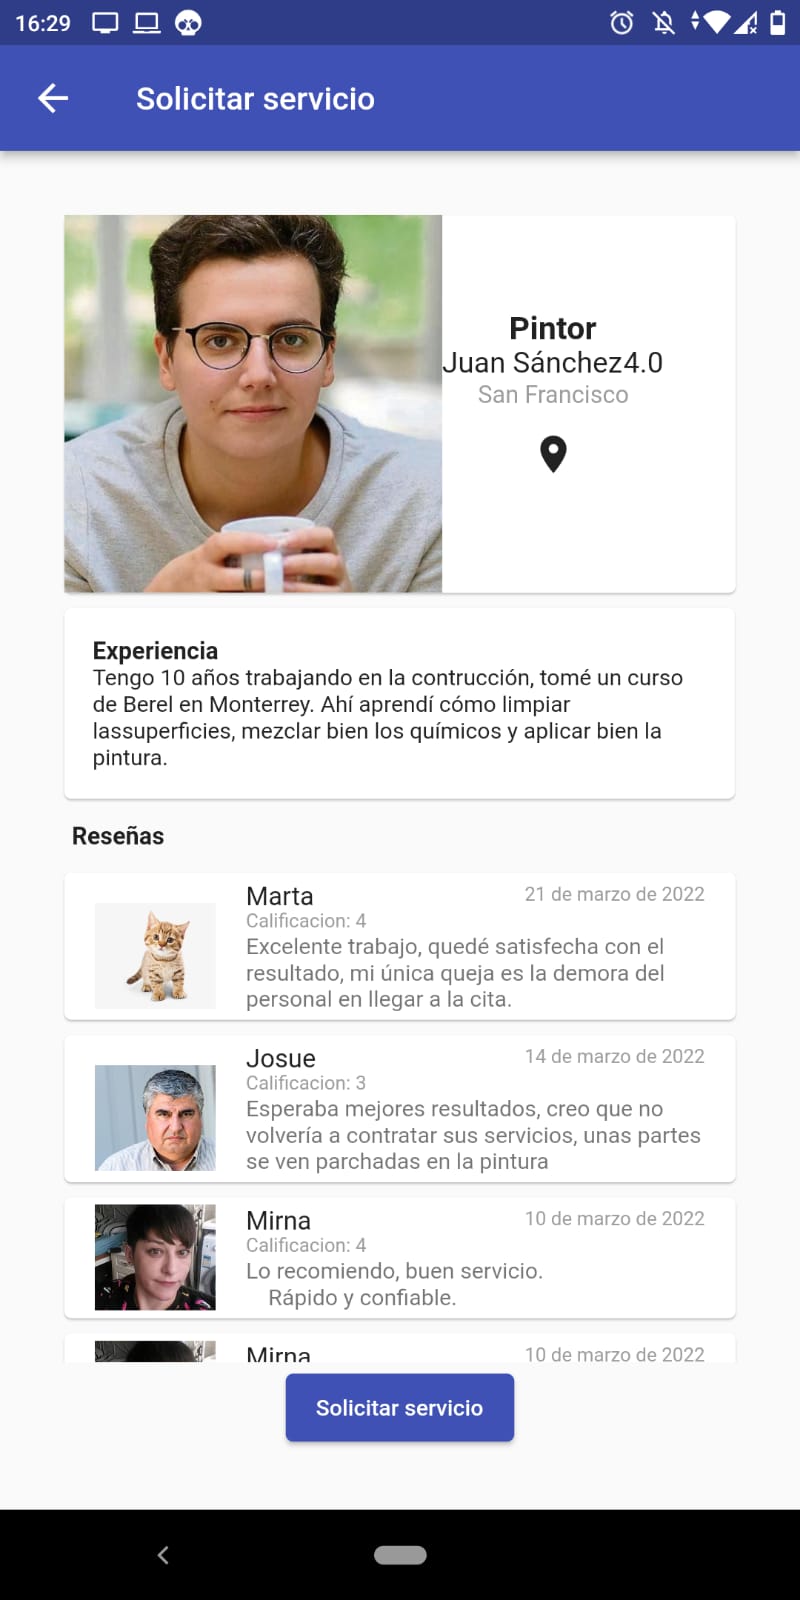 16:29
Solicitar servicio
Pintor
Juan Sánchez4.0
San Francisco
Experiencia
Tengo 10 años trabajando en la contrucción, tomé un curso
de Berel en Monterrey. Ahí aprendí cómo limpiar
lassuperficies, mezclar bien los químicos y aplicar bien la
pintura.
Reseñas
Marta 21 de marzo de 2022
Calificacion: 4
Excelente trabajo, quedé satisfecha con el
resultado, mi única queja es la demora del
personal en llegar a la cita.
Josue 14 de marzo de 2022
Calificacion: 3
Esperaba mejores resultados, creo que no
volvería a contratar sus servicios, unas partes
se ven parchadas en la pintura
Mirna 10 de marzo de 2022
Calificacion: 4
Lo recomiendo, buen servicio.
Rápido y confiable.
Mirna 10 de marzo de 2022
Solicitar servicio